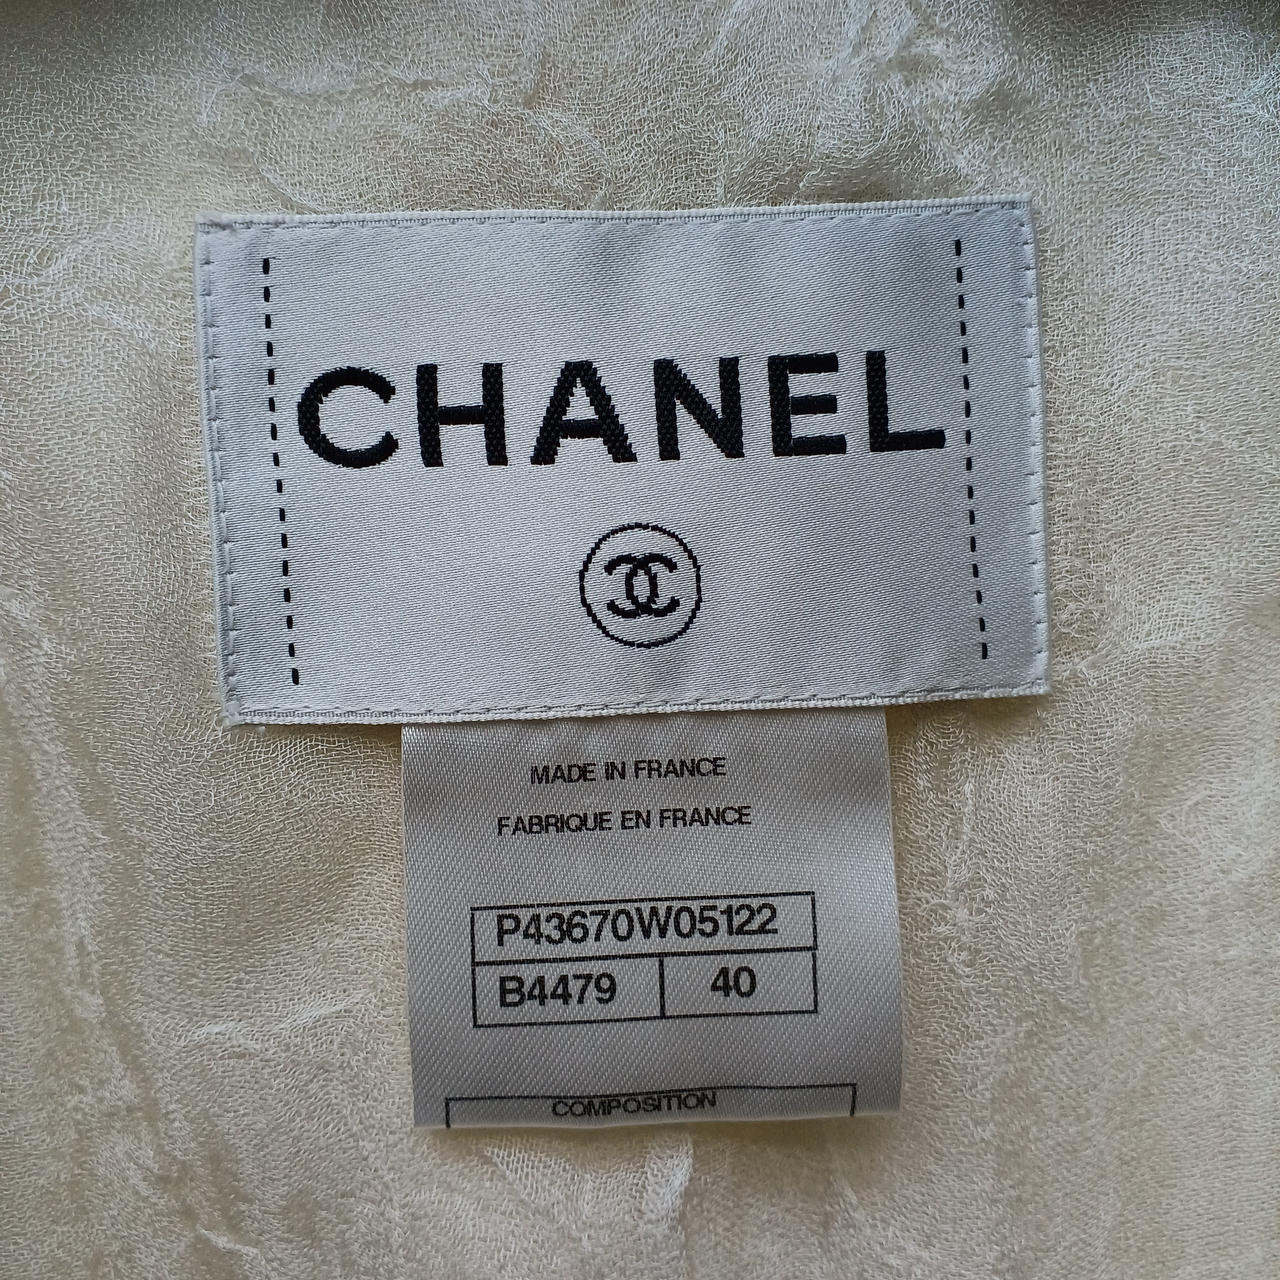 CHANEL
MADE IN FRANCE
FABRIQUE EN FRANCE
P43670W05122
B4479 40
COMPOSITION